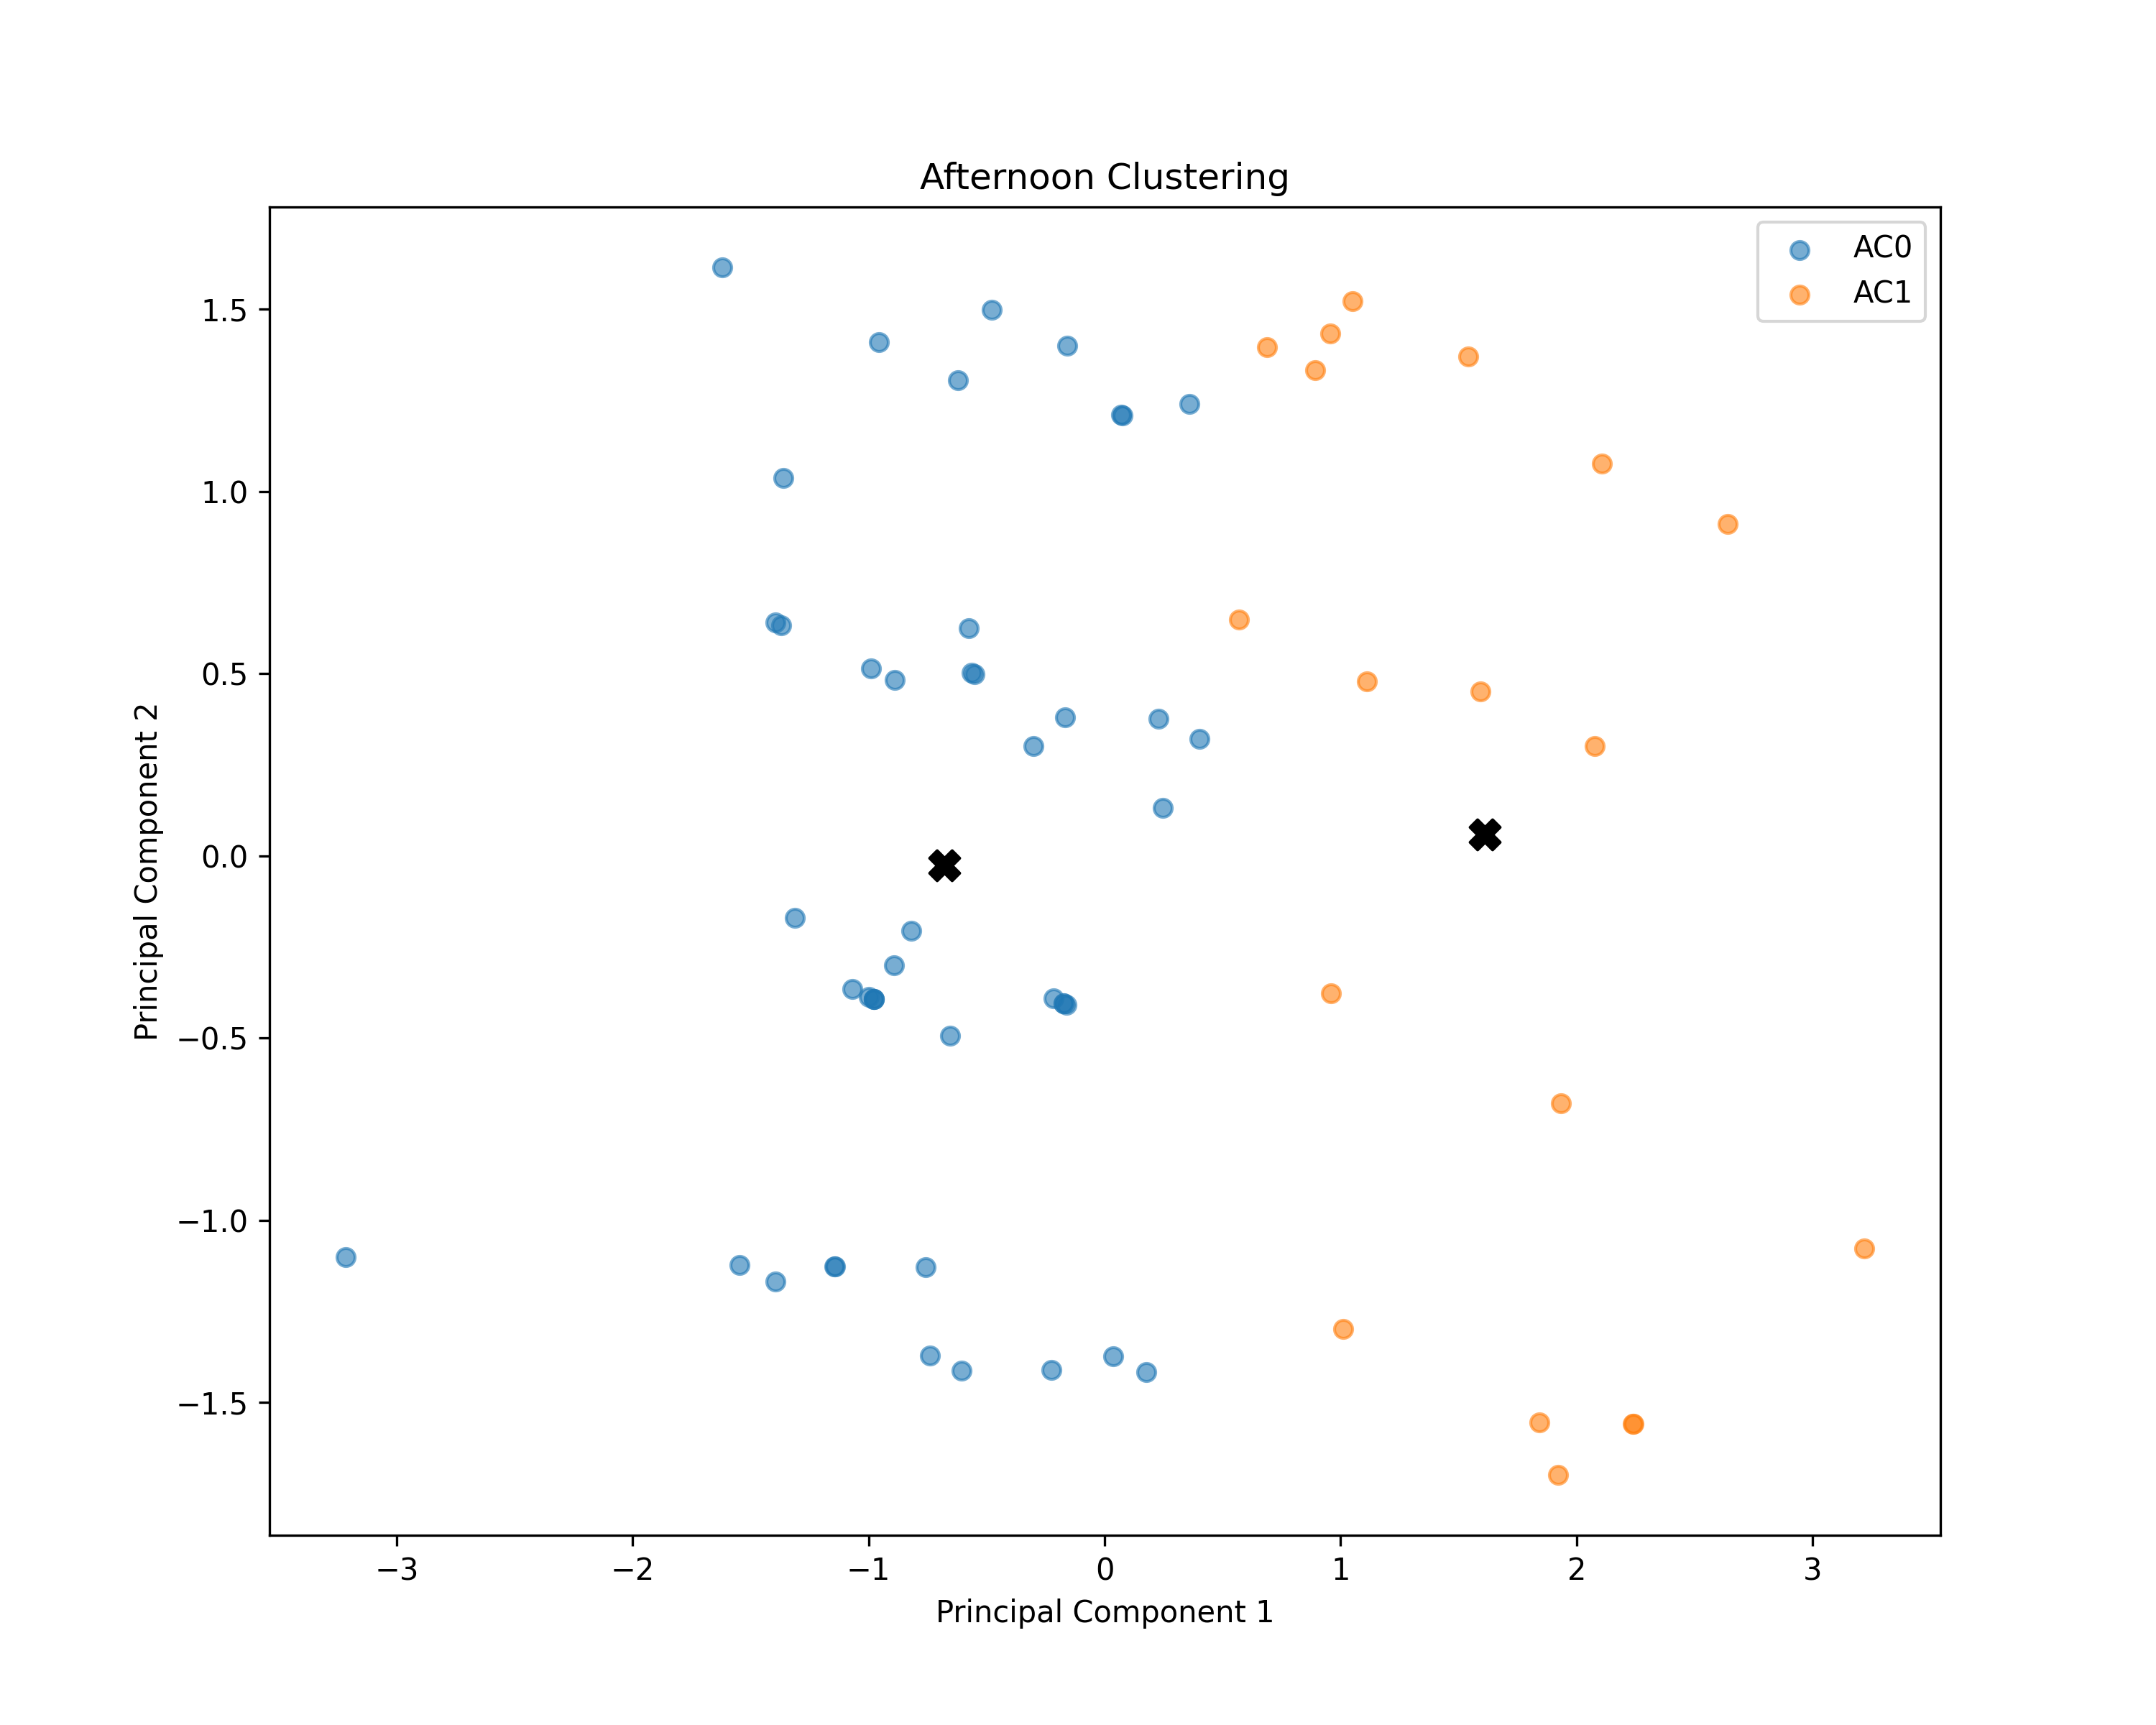 Afternoon Clustering
AC0
AC1
1.5
1.0
0.5
0.0
−0.5
−1.0
−1.5
Principal Component 2
−3
−2
−1
0
1
2
3
Principal Component 1